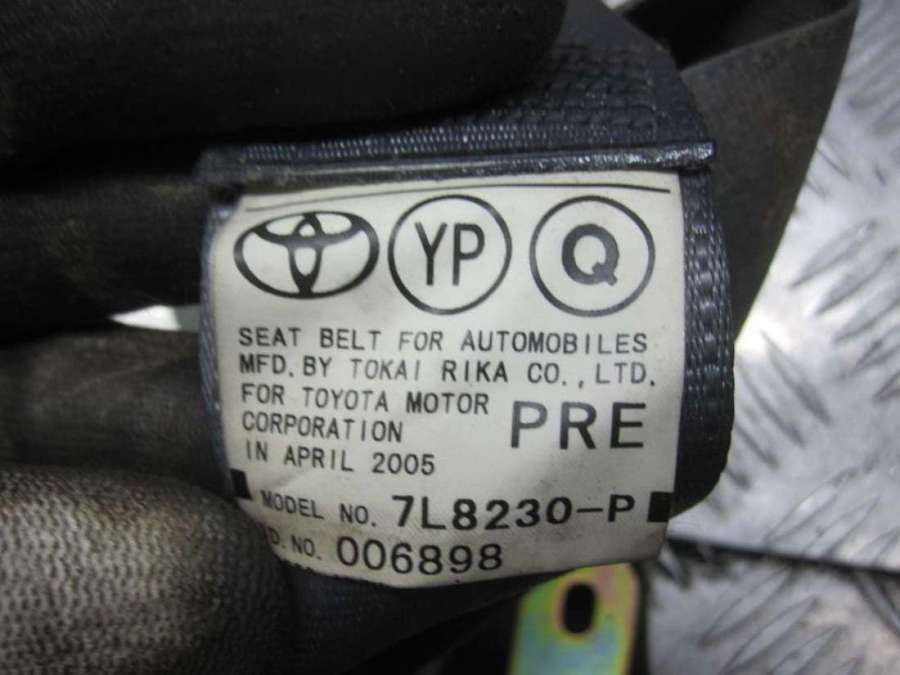 YP Q
SEAT BELT FOR AUTOMOBILES
MFD. BY TOKAI RIKA CO., LTD.
FOR TOYOTA MOTOR
CORPORATION PRE
IN APRIL 2005
MODEL NO. 7L8230-P
D. NO. 006898